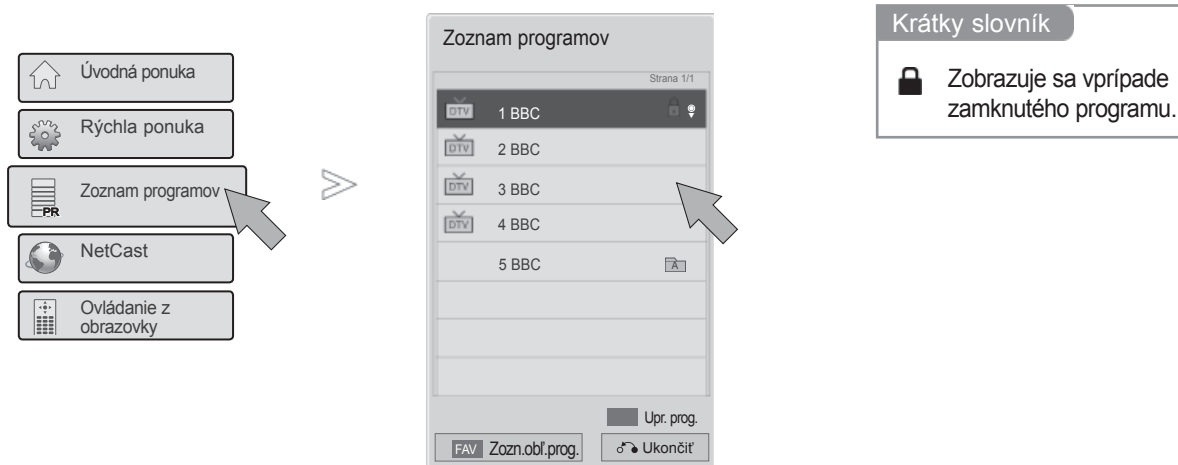 Úvodná ponuka
Rýchla ponuka
PR
Zoznam programov
NetCast
Ovládanie z
obrazovky
Zoznam programov
Strana 1/1
DTV 1 BBC
DTV 2 BBC
DTV 3 BBC
DTV 4 BBC
5 BBC A
Upr. prog.
FAV Zozn.obľ.prog.
Ukončiť
Krátky slovník
Zobrazuje sa vprípade
zamknutého programu.